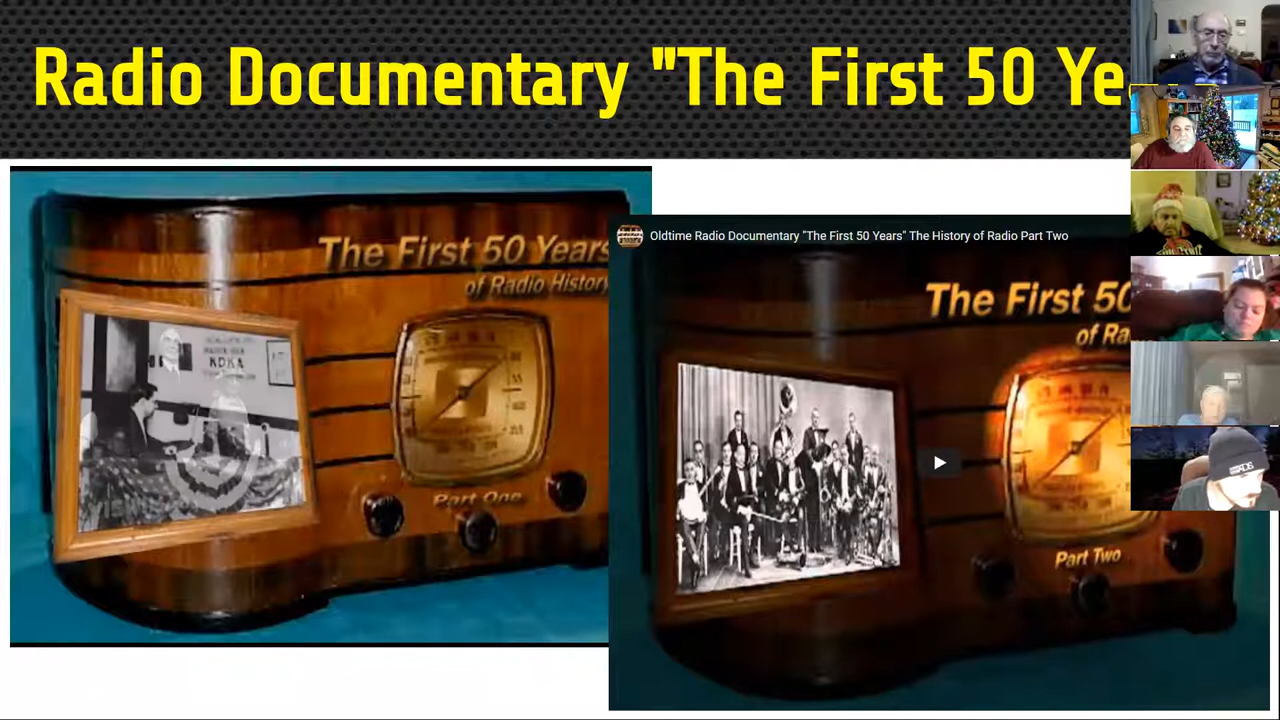 Radio Documentary "The First 50 Ye
The First 50 Years
of Radio History
KDKA
Part One
Oldtime Radio Documentary "The First 50 Years" The History of Radio Part Two
The First 50
of Ra
Part Two